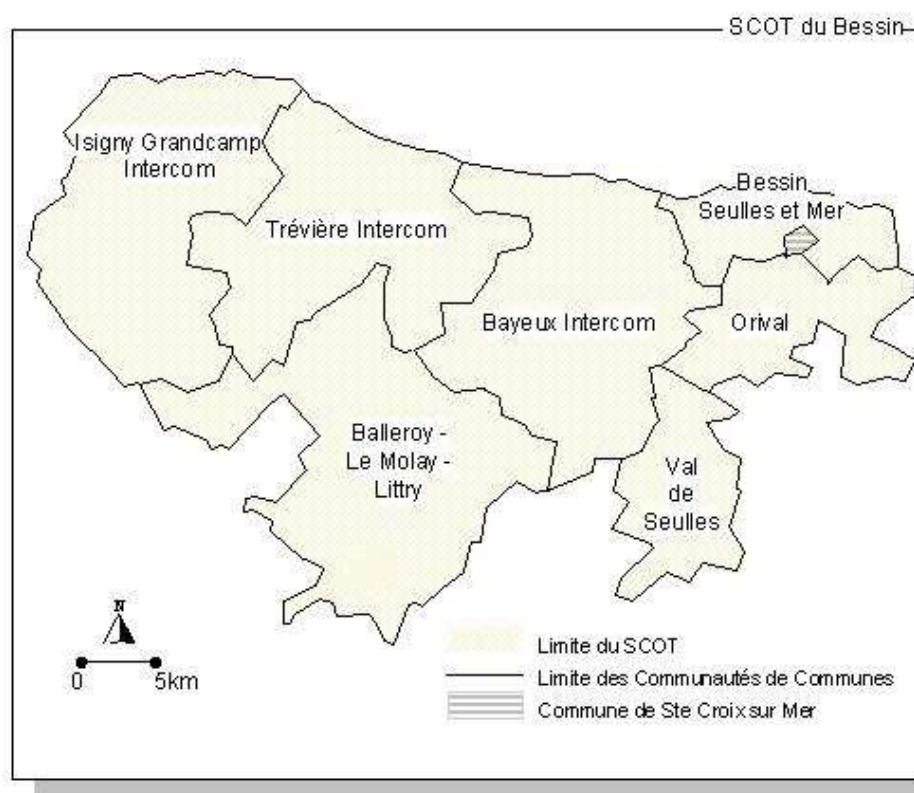 SCOT du Bessin
Isigny Grandcamp
Intercom
Trévière Intercom
Bessin
Seulles et Mer
Bayeux Intercom
Orival
Balleroy -
Le Molay -
Littry
Val
de
Seulles
N
0 5km
Limite du SCOT
Limite des Communautés de Communes
Commune de Ste Croix sur Mer